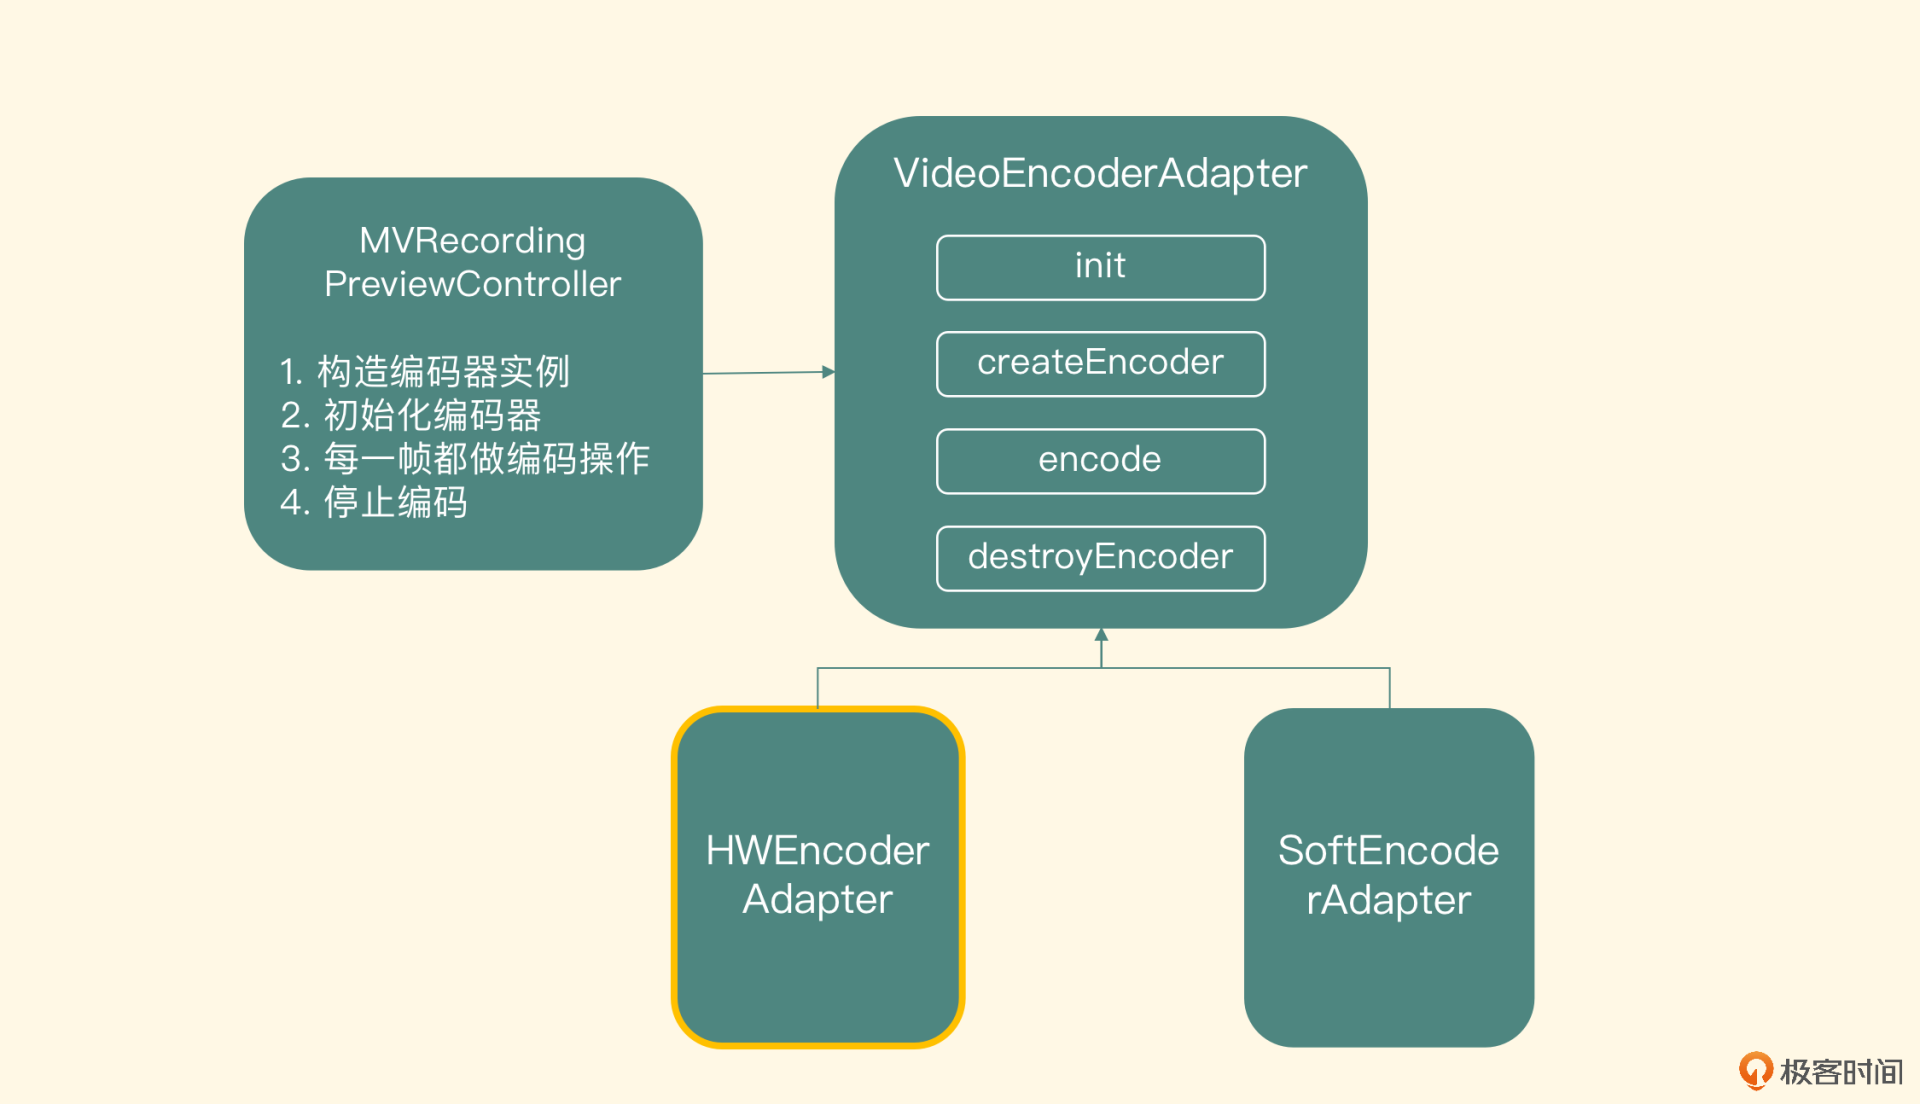 MVRecording
PreviewController
1. 构造编码器实例
2. 初始化编码器
3. 每一帧都做编码操作
4. 停止编码
VideoEncoderAdapter
init
createEncoder
encode
destroyEncoder
HWEncoder
Adapter
SoftEncode
rAdapter
极客时间